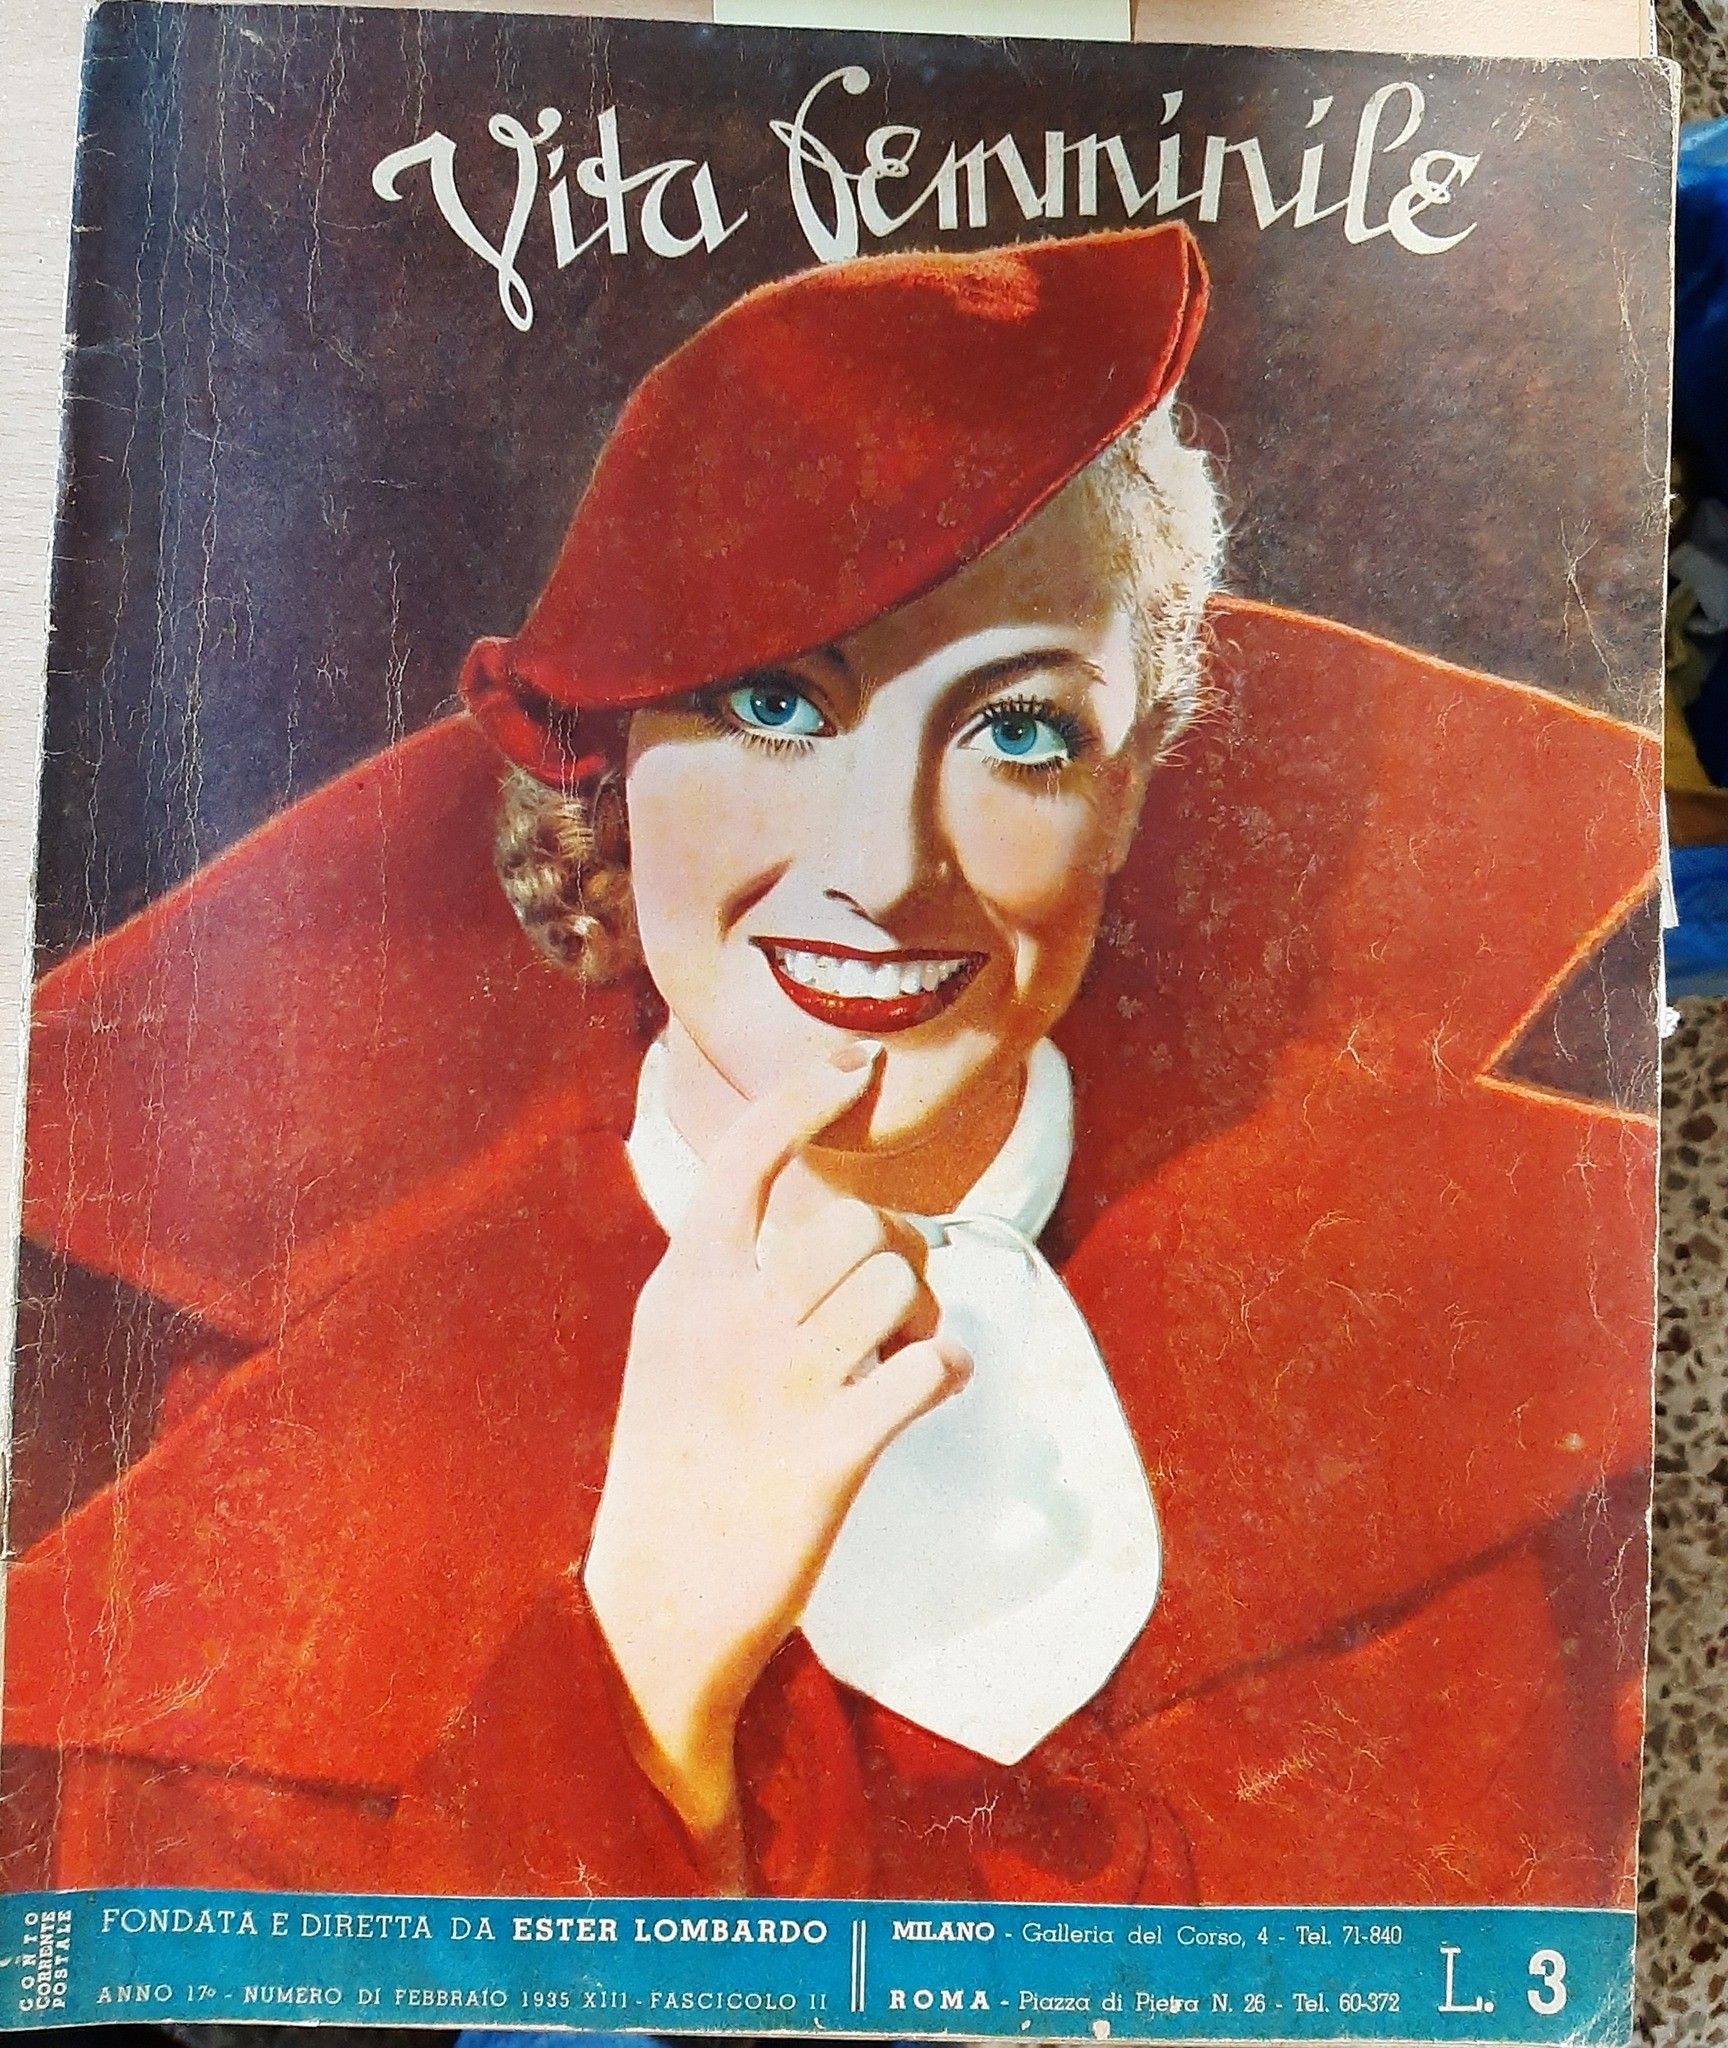 Vita femminile
CONTO
CORRENTE
POSTALE
FONDATA E DIRETTA DA ESTER LOMBARDO
ANNO 17º - NUMERO DI FEBBRAIO 1935 XIII - FASCICOLO II
MILANO - Galleria del Corso, 4 - Tel. 71-840
ROMA - Piazza di Pietra N. 26 - Tel. 60-372
L. 3